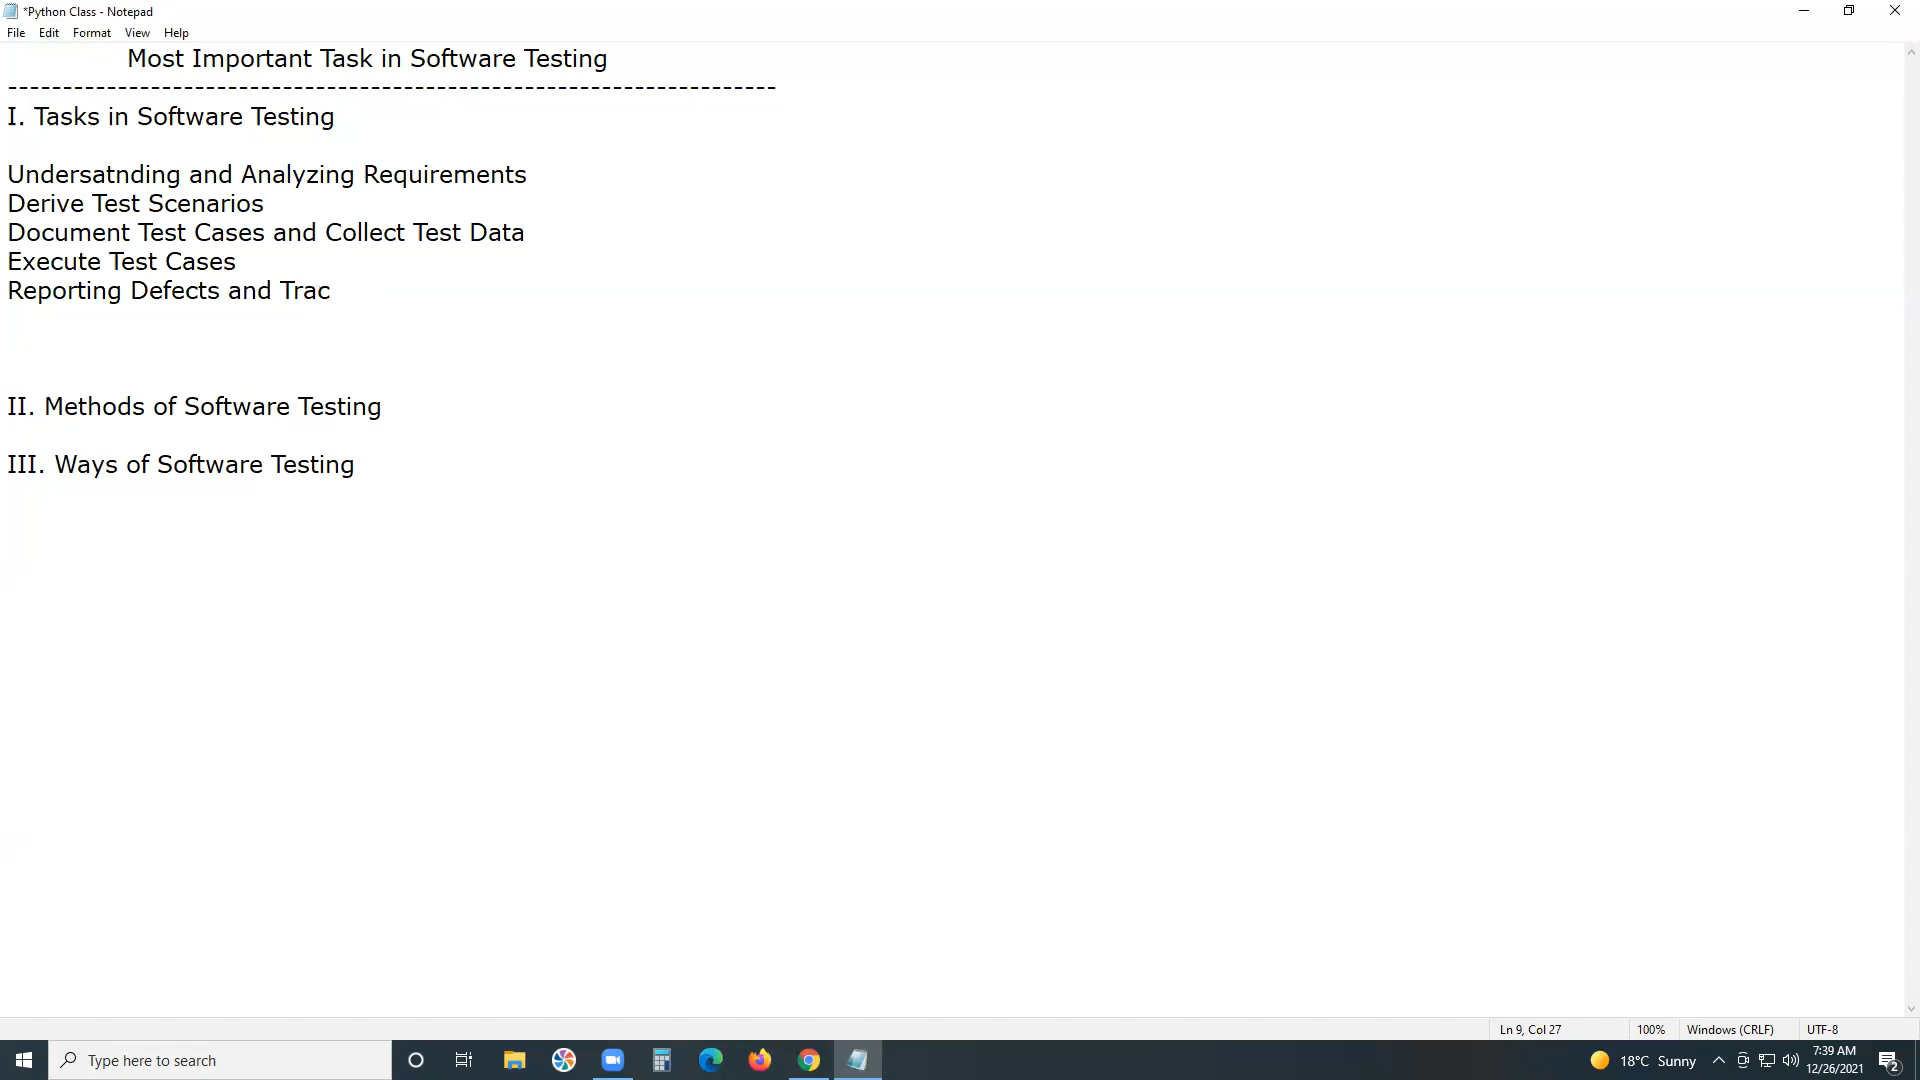 *Python Class - Notepad
File Edit Format View Help
Most Important Task in Software Testing
----------------------------------------------------------------------
I. Tasks in Software Testing
Undersatnding and Analyzing Requirements
Derive Test Scenarios
Document Test Cases and Collect Test Data
Execute Test Cases
Reporting Defects and Trac
II. Methods of Software Testing
III. Ways of Software Testing
Ln 9, Col 27 100% Windows (CRLF) UTF-8
Type here to search
18°C Sunny
7:39 AM
12/26/2021
2